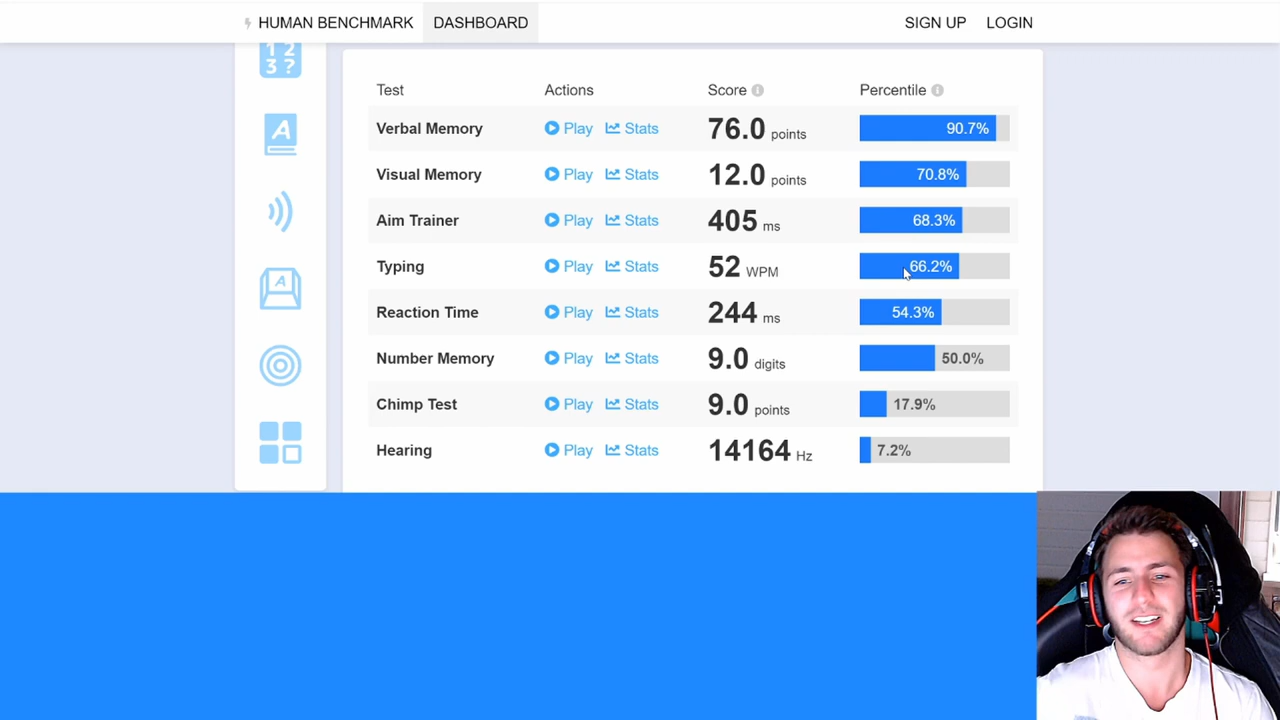 HUMAN BENCHMARK DASHBOARD SIGN UP LOGIN
1 2
3 ?
A
A
Test Actions Score i Percentile i
Verbal Memory Play Stats 76.0 points 90.7%
Visual Memory Play Stats 12.0 points 70.8%
Aim Trainer Play Stats 405 ms 68.3%
Typing Play Stats 52 WPM 66.2%
Reaction Time Play Stats 244 ms 54.3%
Number Memory Play Stats 9.0 digits 50.0%
Chimp Test Play Stats 9.0 points 17.9%
Hearing Play Stats 14164 Hz 7.2%